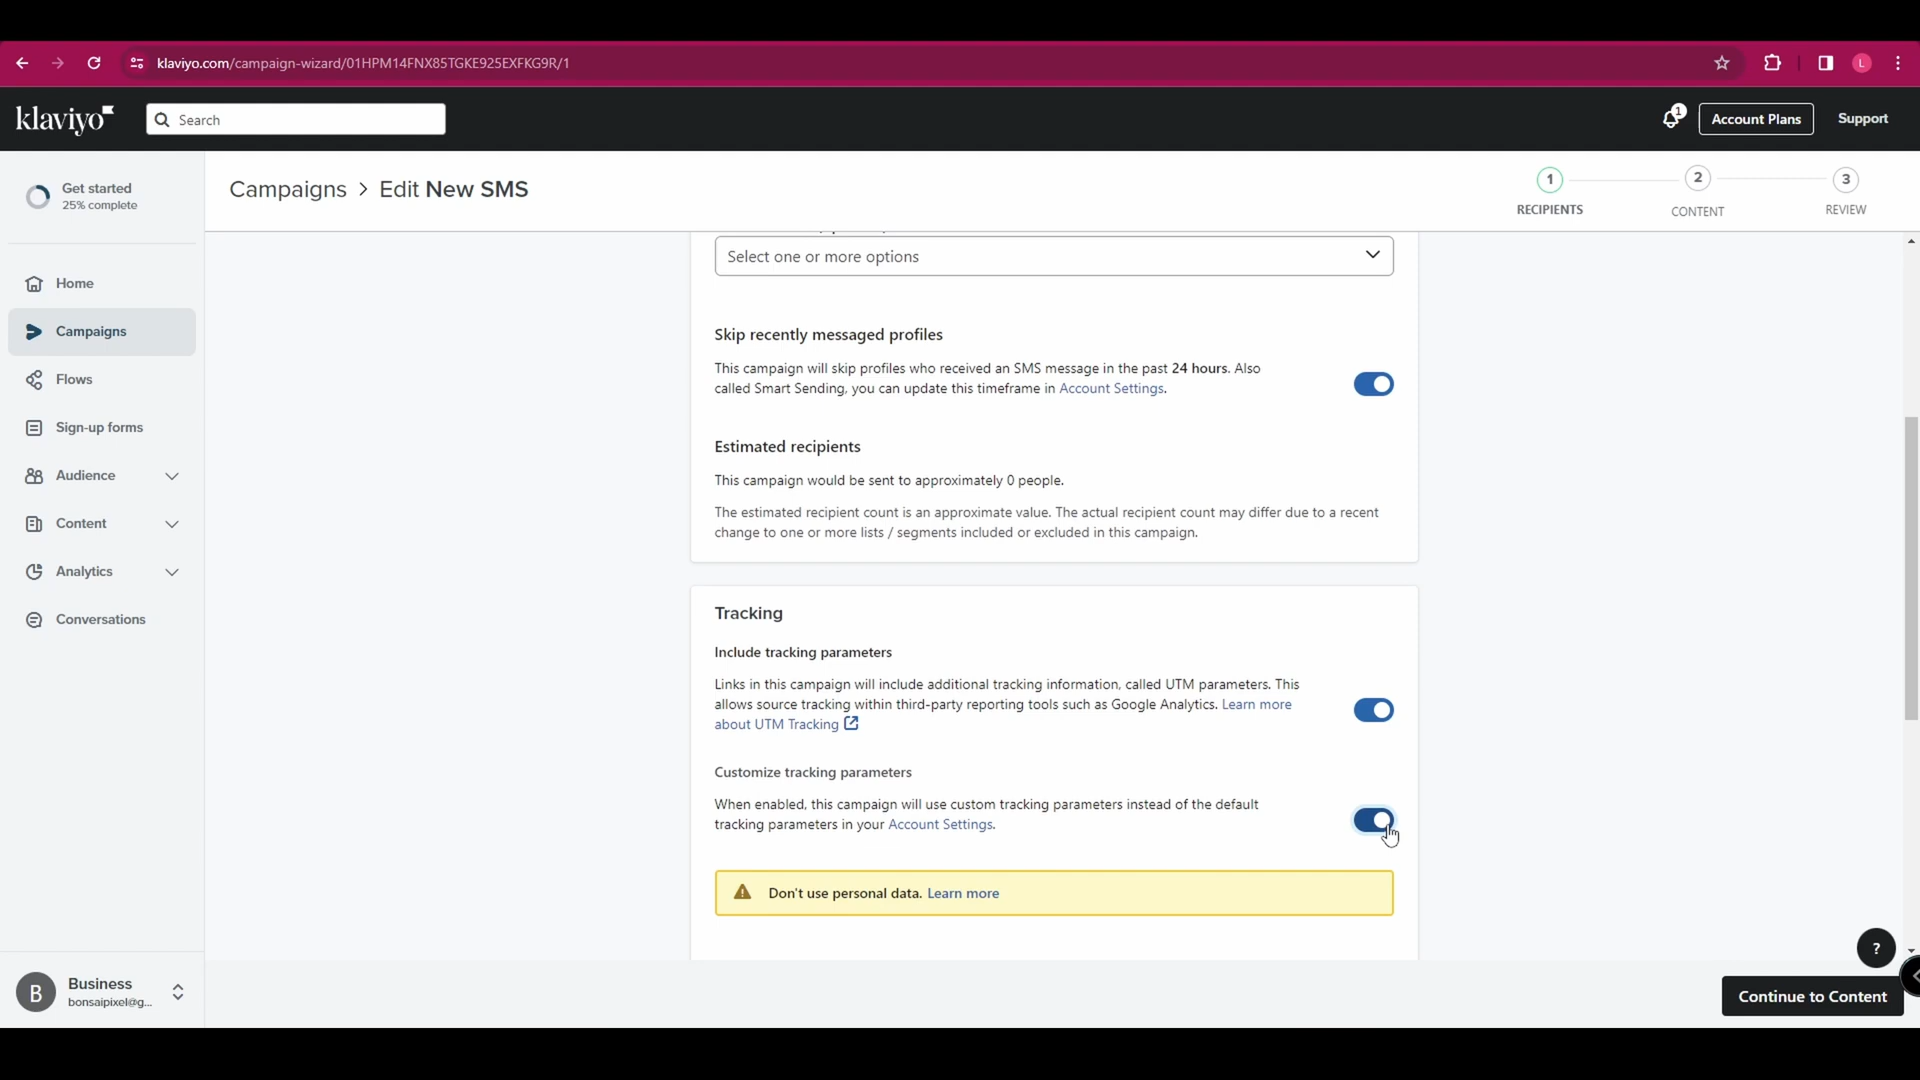 klaviyo.com/campaign-wizard/01HPM14FNX85TGKE925EXFKG9R/1
L
klaviyo
Search
1
Account Plans
Support
Get started
25% complete
Campaigns > Edit New SMS
1
RECIPIENTS
2
CONTENT
3
REVIEW
Home
Campaigns
Flows
Sign-up forms
Audience
Content
Analytics
Conversations
Select one or more options
Skip recently messaged profiles
This campaign will skip profiles who received an SMS message in the past 24 hours. Also
called Smart Sending, you can update this timeframe in Account Settings.
Estimated recipients
This campaign would be sent to approximately 0 people.
The estimated recipient count is an approximate value. The actual recipient count may differ due to a recent
change to one or more lists / segments included or excluded in this campaign.
Tracking
Include tracking parameters
Links in this campaign will include additional tracking information, called UTM parameters. This
allows source tracking within third-party reporting tools such as Google Analytics. Learn more
about UTM Tracking
Customize tracking parameters
When enabled, this campaign will use custom tracking parameters instead of the default
tracking parameters in your Account Settings.
Don't use personal data. Learn more
?
B
Business
bonsaipixel@g...
Continue to Content